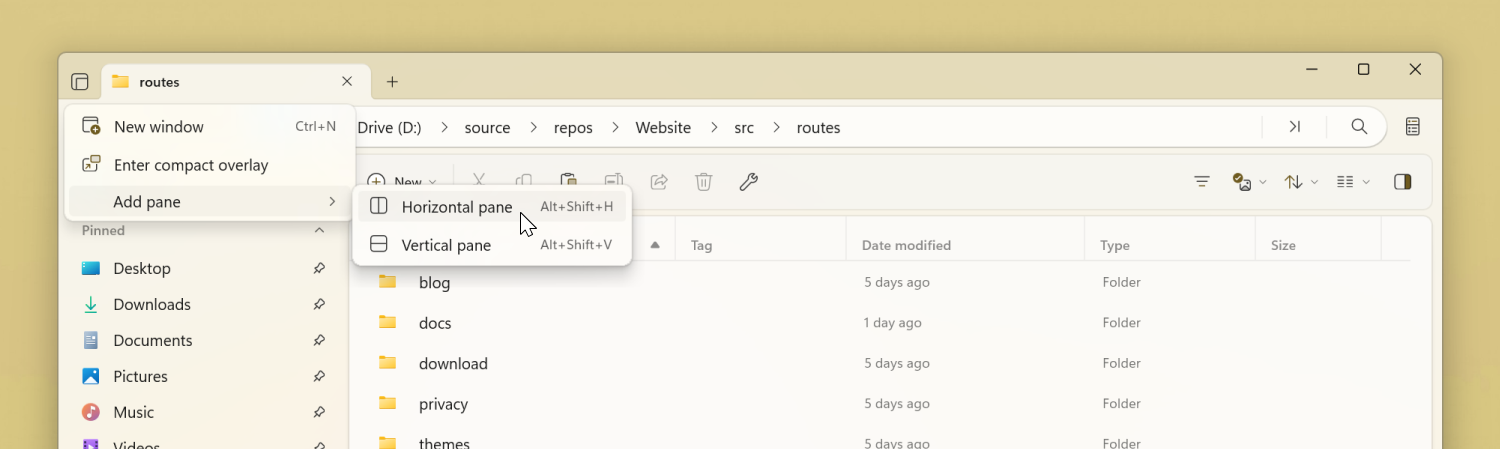 routes
New window Ctrl+N
Enter compact overlay
Add pane
Drive (D:) source repos Website src routes
New
Horizontal pane Alt+Shift+H
Vertical pane Alt+Shift+V
Pinned
Desktop
Downloads
Documents
Pictures
Music
Videos
Tag Date modified Type Size
blog 5 days ago Folder
docs 1 day ago Folder
download 5 days ago Folder
privacy 5 days ago Folder
themes 5 days ago Folder